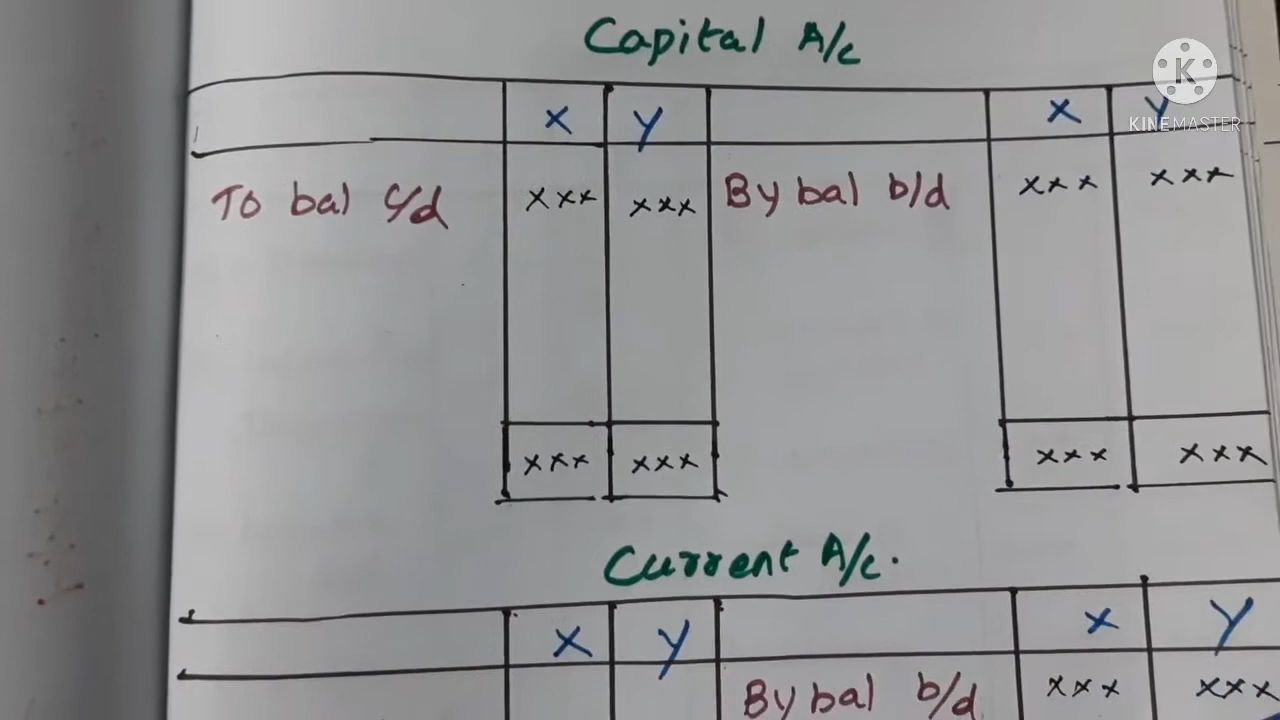 Capital A/c
X Y X Y
To bal c/d xxx xxx By bal b/d xxx xxx
xxx xxx xxx xxx
Current A/c.
X Y X Y
By bal b/d xxx xxx
K
KINEMASTER